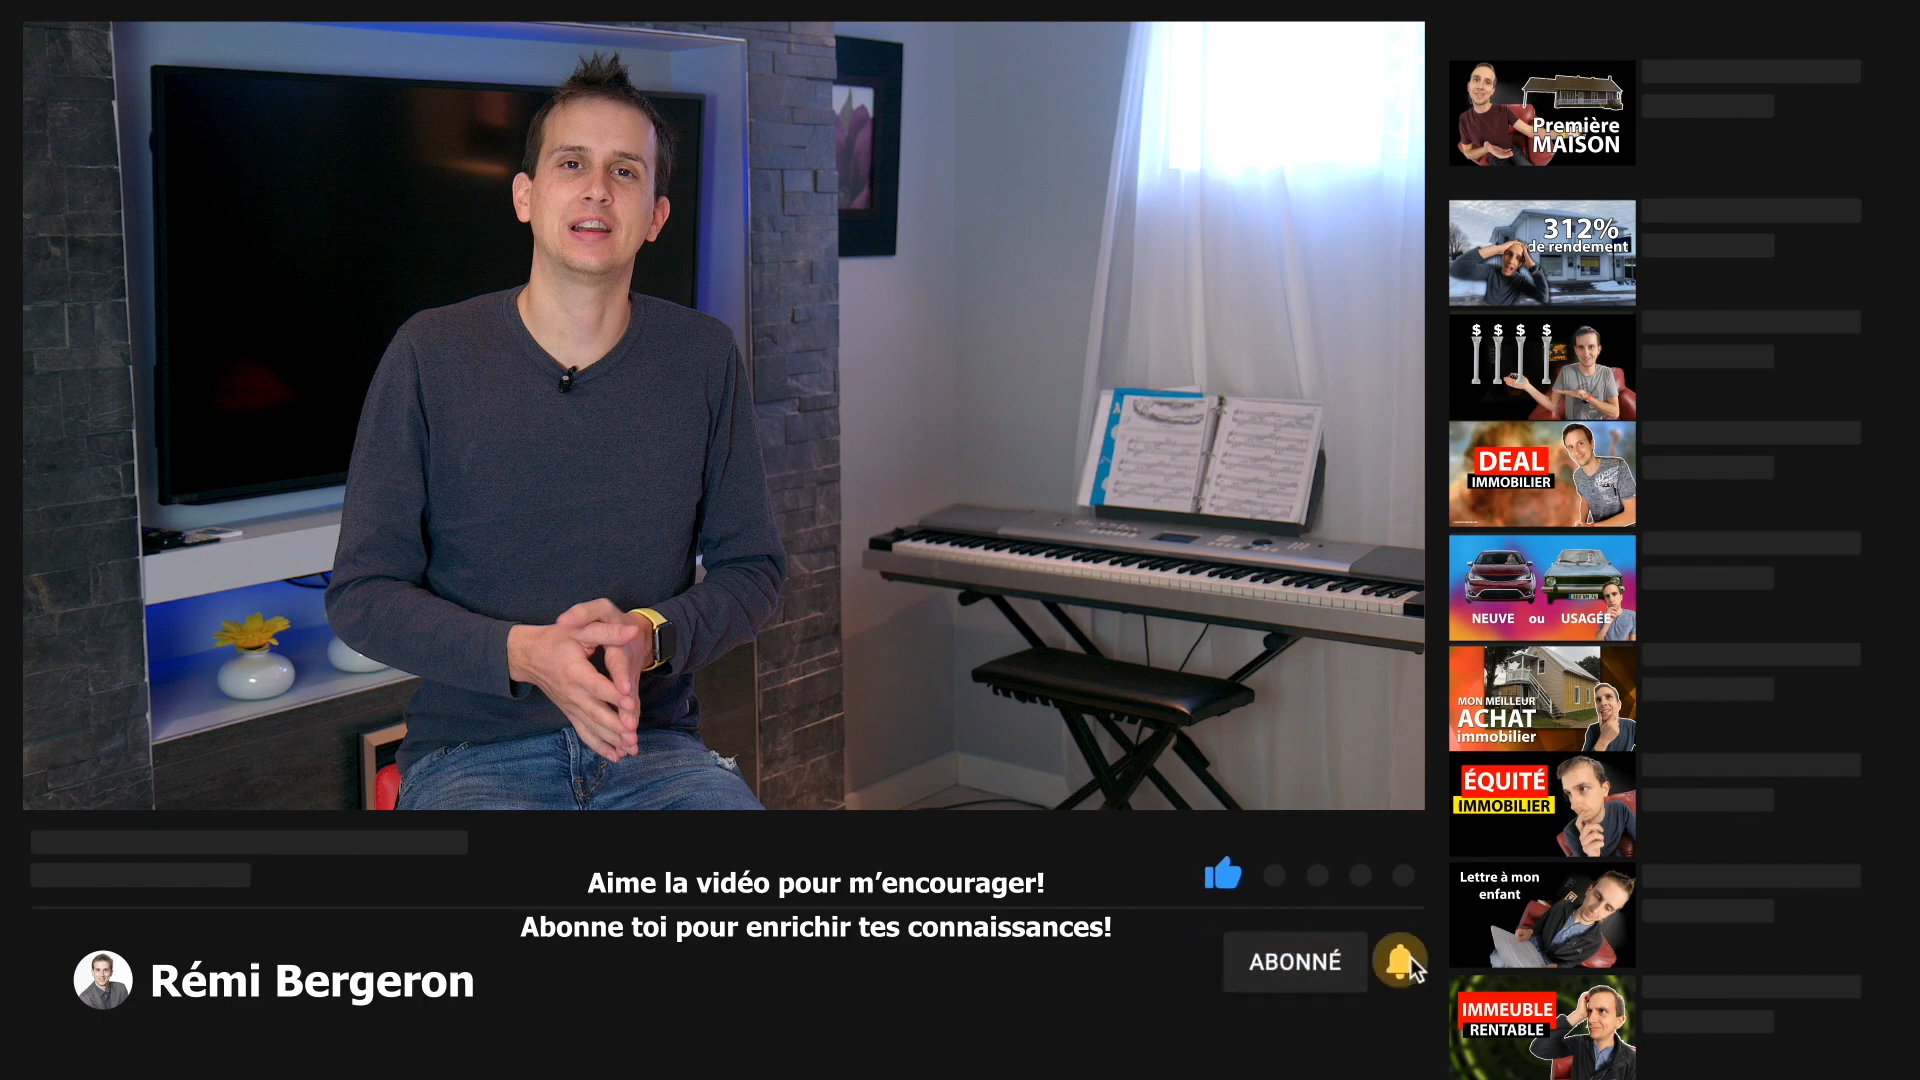 Aime la vidéo pour m’encourager!
Abonne toi pour enrichir tes connaissances!
ABONNÉ
Rémi Bergeron
Première
MAISON
312%
de rendement
$ $ $ $
DEAL
IMMOBILIER
NEUVE ou USAGÉE
MON MEILLEUR
ACHAT
immobilier
ÉQUITÉ
IMMOBILIER
Lettre à mon
enfant
IMMEUBLE
RENTABLE